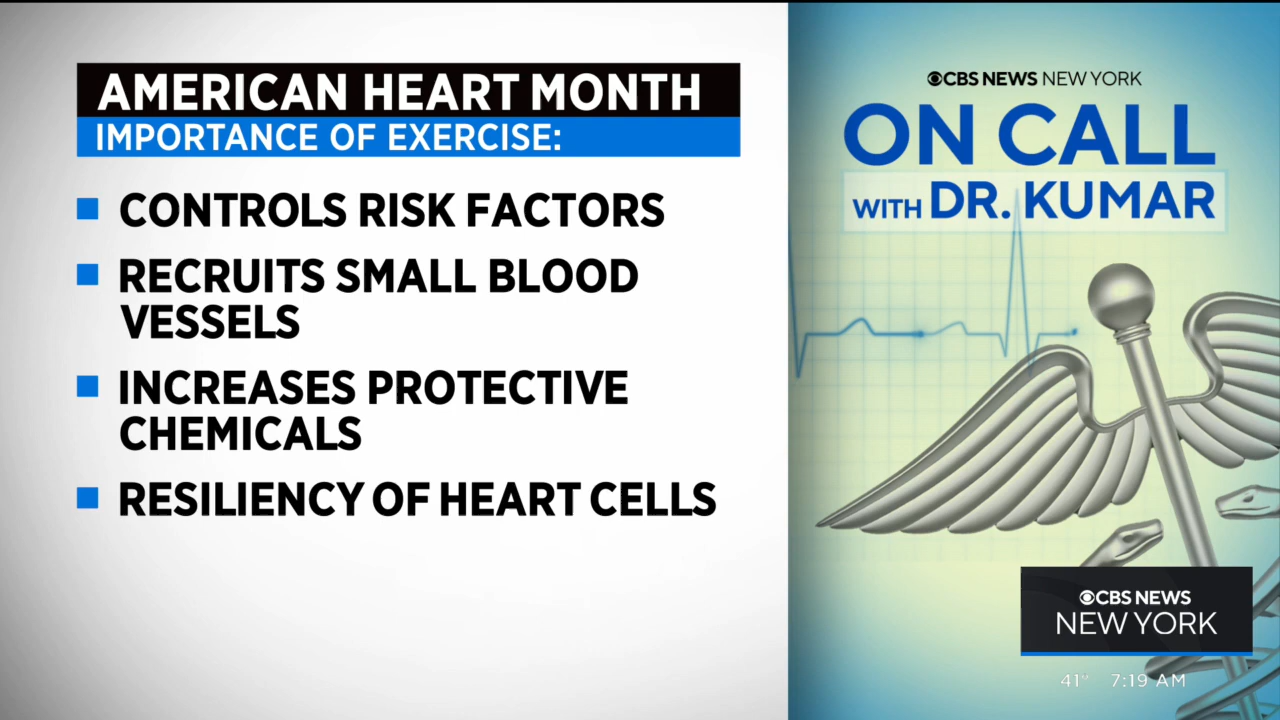 AMERICAN HEART MONTH
IMPORTANCE OF EXERCISE:
CONTROLS RISK FACTORS
RECRUITS SMALL BLOOD
VESSELS
INCREASES PROTECTIVE
CHEMICALS
RESILIENCY OF HEART CELLS
CBS NEWS NEW YORK
ON CALL
WITH DR. KUMAR
CBS NEWS
NEW YORK
41° 7:19 AM